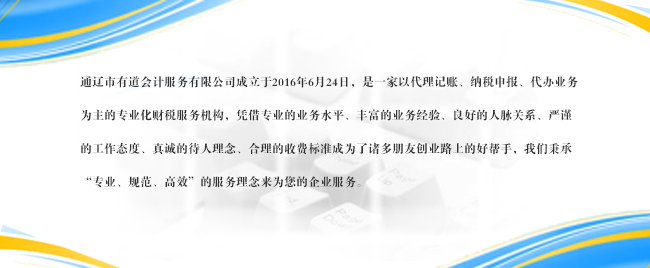 通辽市有道会计服务有限公司成立于2016年6月24日，是一家以代理记账、纳税申报、代办业务
为主的专业化财税服务机构，凭借专业的业务水平、丰富的业务经验、良好的人脉关系、严谨
的工作态度、真诚的待人理念、合理的收费标准成为了诸多朋友创业路上的好帮手，我们秉承
“专业、规范、高效”的服务理念来为您的企业服务。